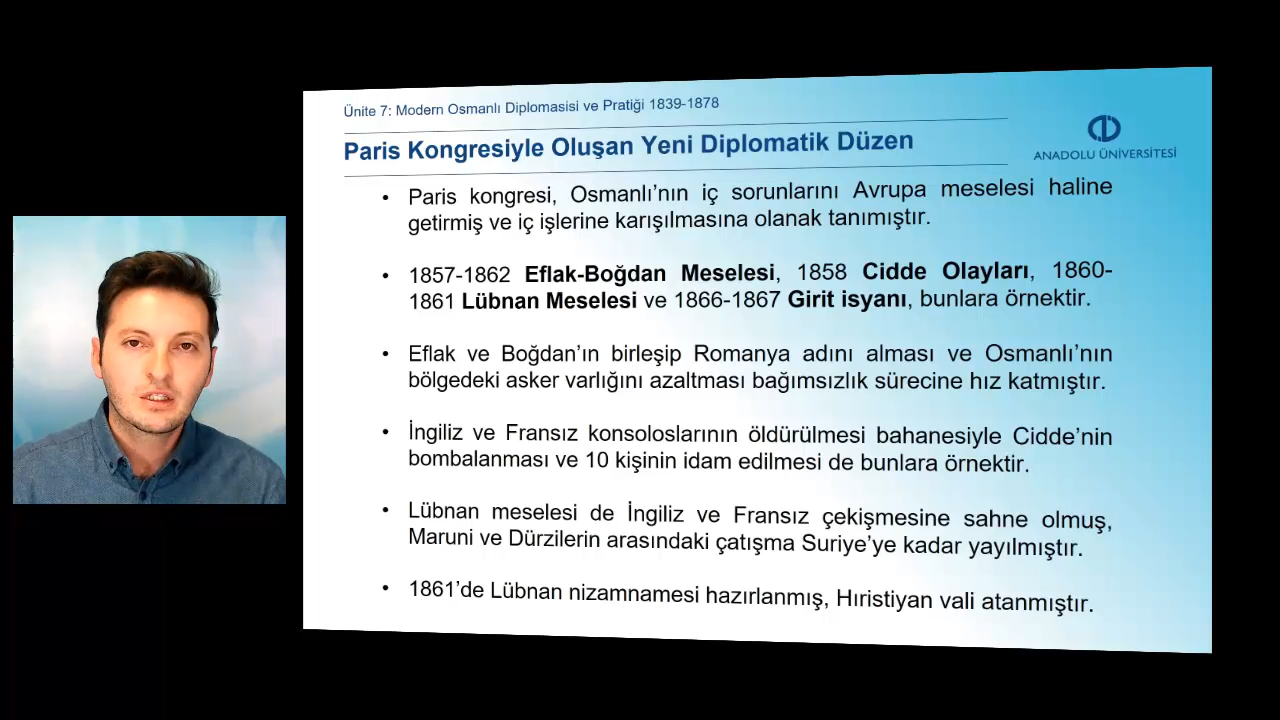 Ünite 7: Modern Osmanlı Diplomasisi ve Pratiği 1839-1878
Paris Kongresiyle Oluşan Yeni Diplomatik Düzen
ANADOLU ÜNİVERSİTESİ
• Paris kongresi, Osmanlı’nın iç sorunlarını Avrupa meselesi haline
getirmiş ve iç işlerine karışılmasına olanak tanımıştır.
• 1857-1862 Eflak-Boğdan Meselesi, 1858 Cidde Olayları, 1860-
1861 Lübnan Meselesi ve 1866-1867 Girit isyanı, bunlara örnektir.
• Eflak ve Boğdan’ın birleşip Romanya adını alması ve Osmanlı’nın
bölgedeki asker varlığını azaltması bağımsızlık sürecine hız katmıştır.
• İngiliz ve Fransız konsoloslarının öldürülmesi bahanesiyle Cidde’nin
bombalanması ve 10 kişinin idam edilmesi de bunlara örnektir.
• Lübnan meselesi de İngiliz ve Fransız çekişmesine sahne olmuş,
Maruni ve Dürzilerin arasındaki çatışma Suriye’ye kadar yayılmıştır.
• 1861’de Lübnan nizamnamesi hazırlanmış, Hıristiyan vali atanmıştır.